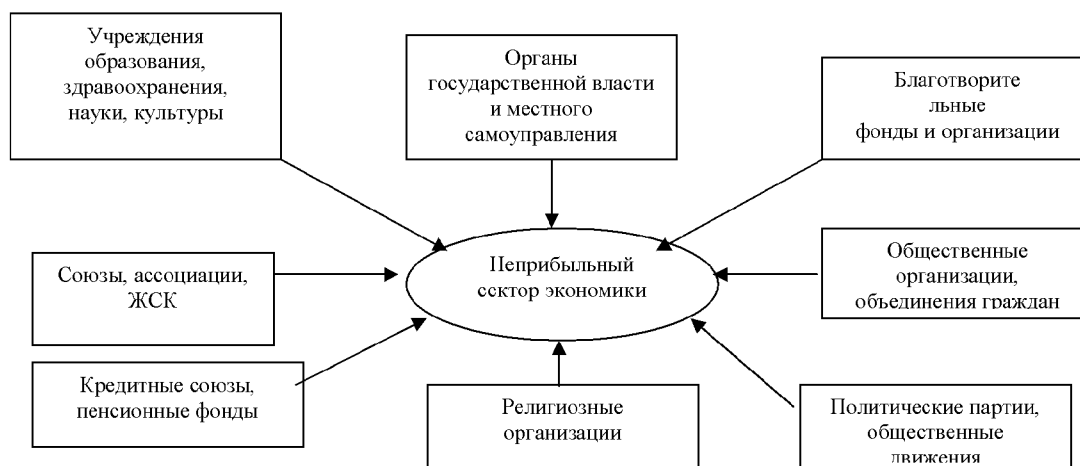 Учреждения
образования,
здравоохранения,
науки, культуры
Органы
государственной власти
и местного
самоуправления
Благотворите
льные
фонды и организации
Союзы, ассоциации,
ЖСК
Неприбыльный
сектор экономики
Общественные
организации,
объединения граждан
Кредитные союзы,
пенсионные фонды
Религиозные
организации
Политические партии,
общественные
движения